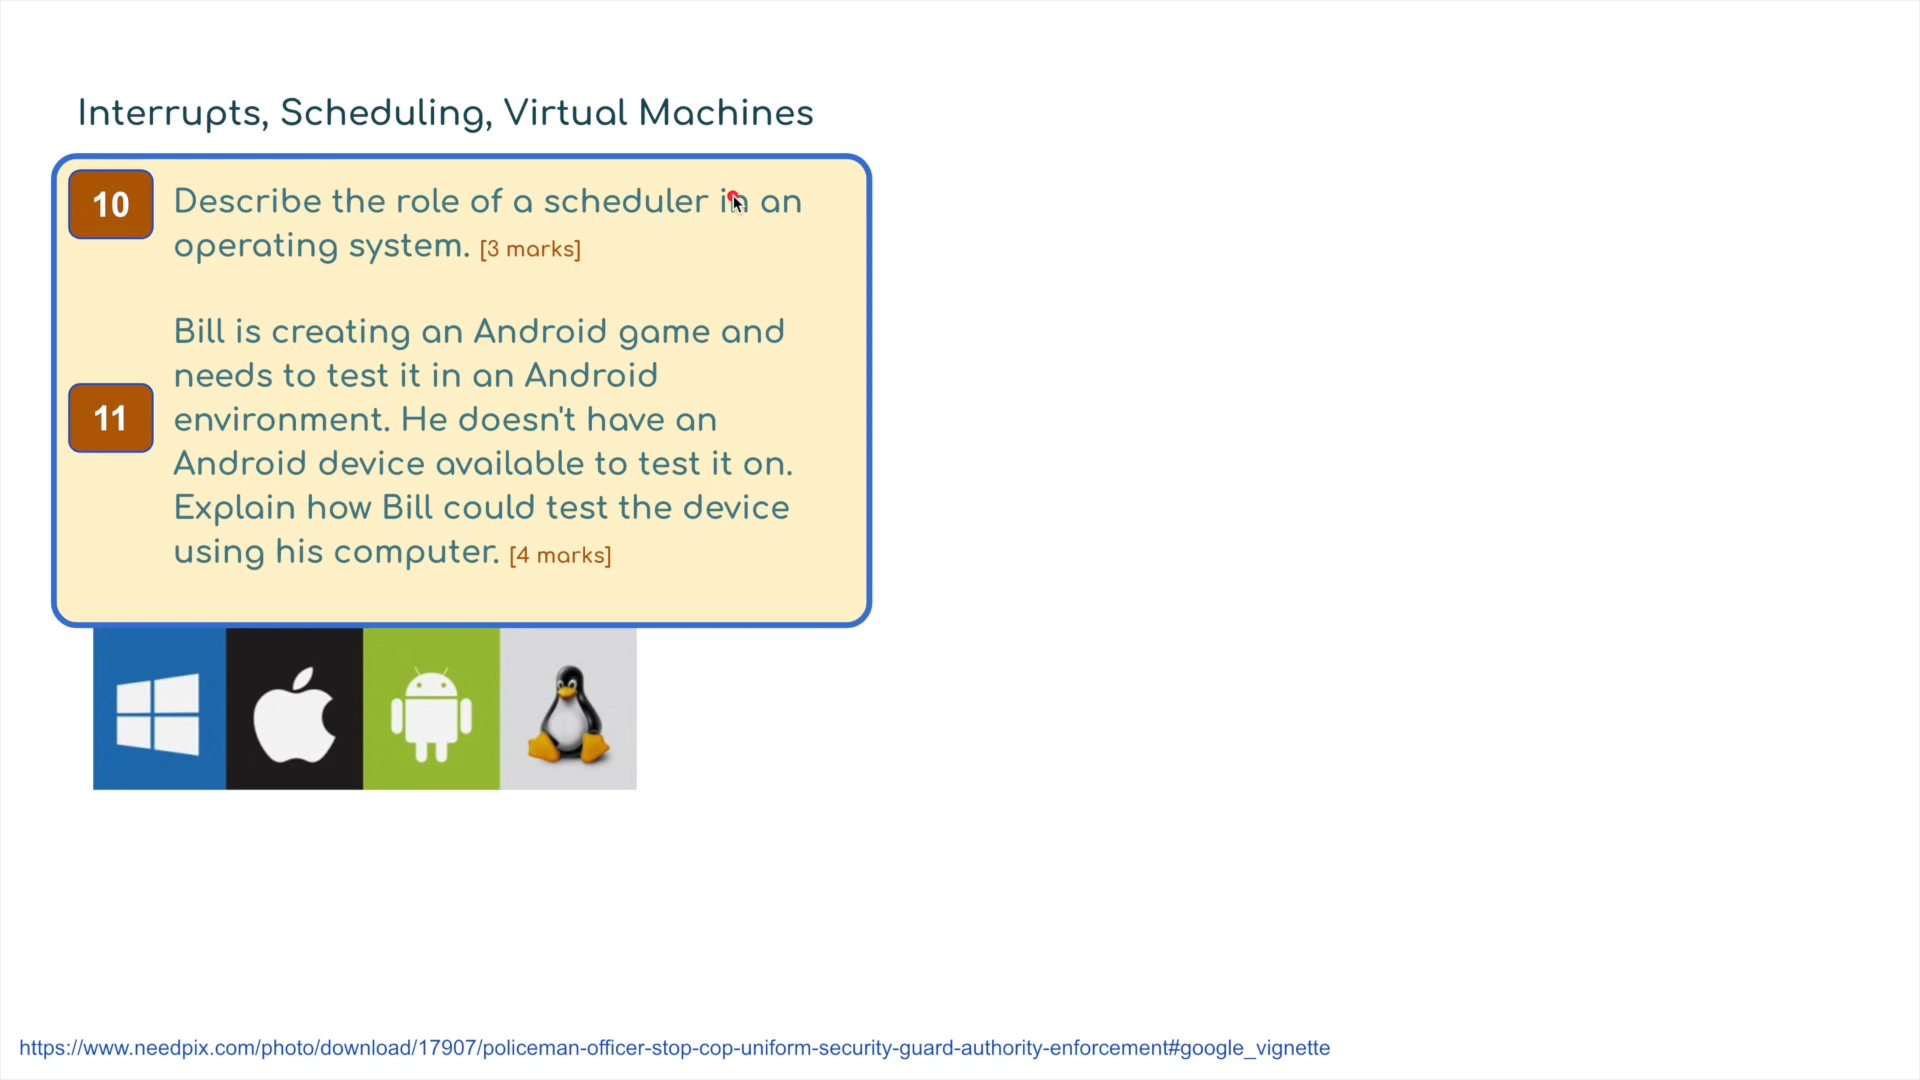 Interrupts, Scheduling, Virtual Machines
10
Describe the role of a scheduler in an
operating system. [3 marks]
11
Bill is creating an Android game and
needs to test it in an Android
environment. He doesn't have an
Android device available to test it on.
Explain how Bill could test the device
using his computer. [4 marks]
https://www.needpix.com/photo/download/17907/policeman-officer-stop-cop-uniform-security-guard-authority-enforcement#google_vignette